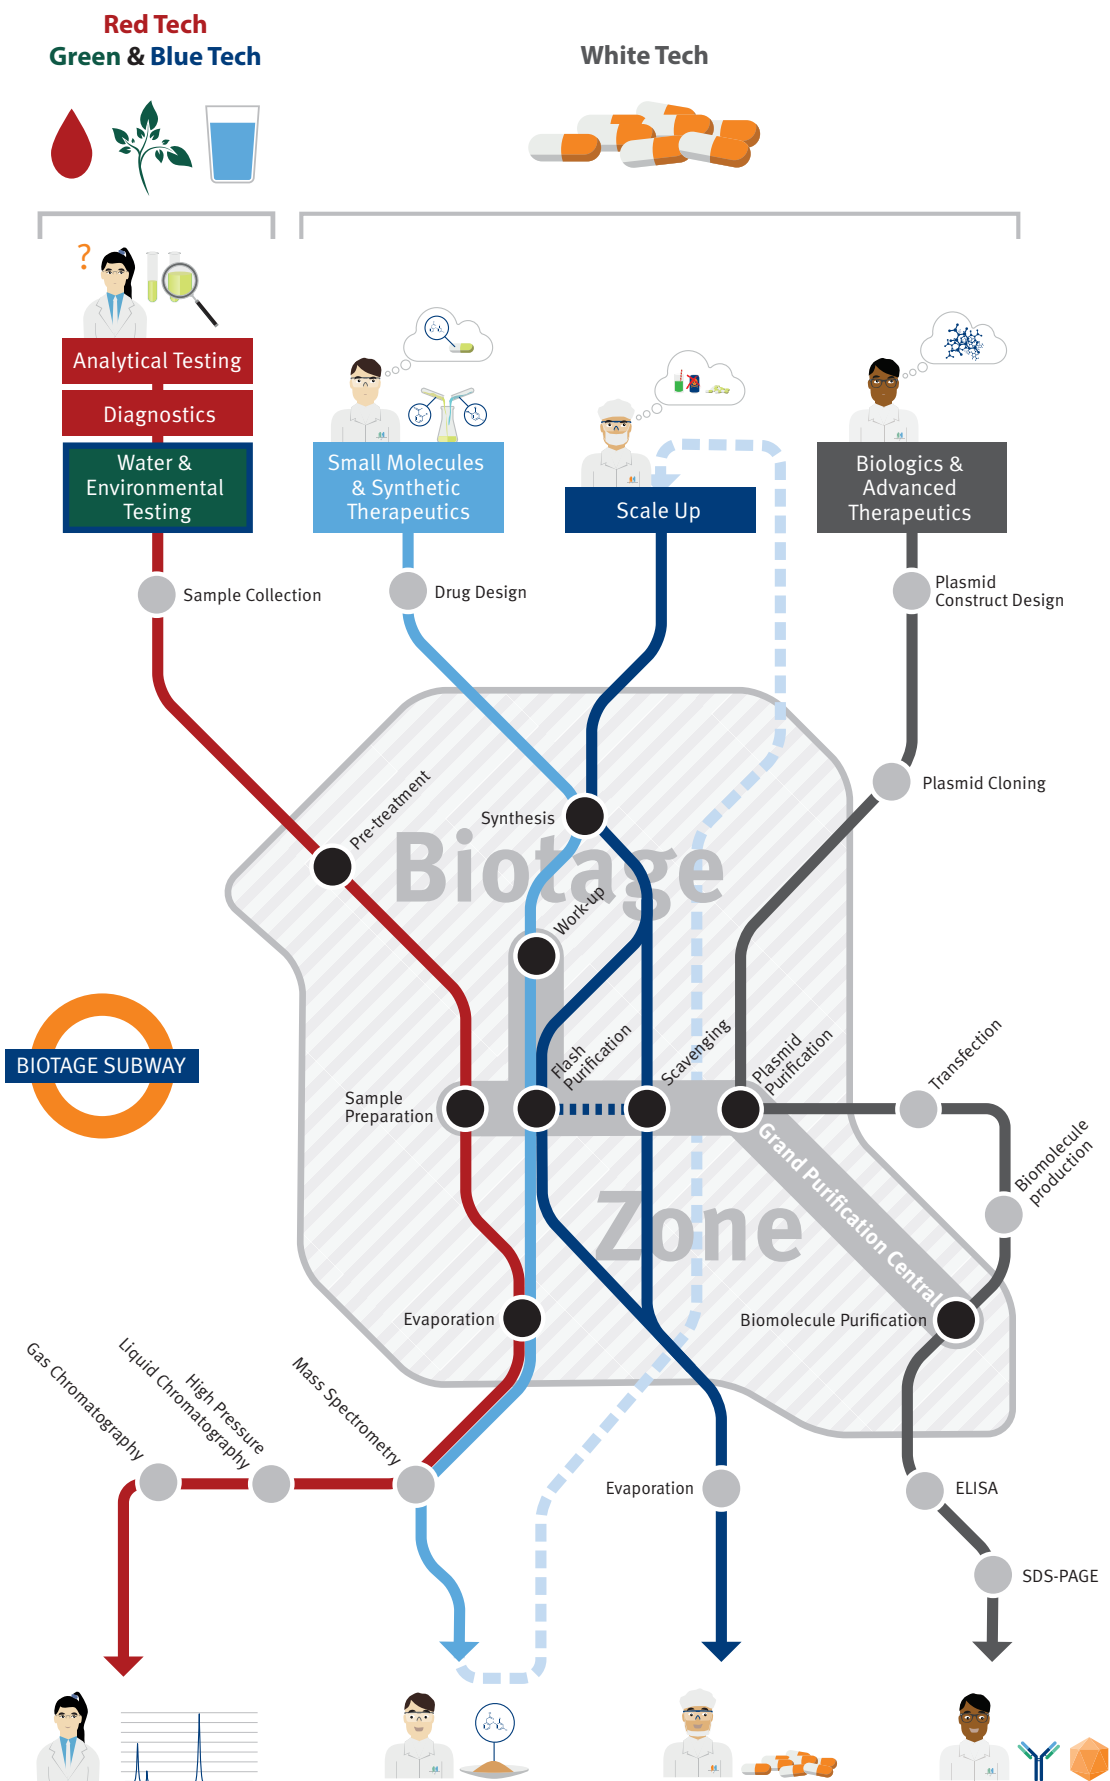 Red Tech
Green & Blue Tech
White Tech
?
Analytical Testing
Diagnostics
Water &
Environmental
Testing
Small Molecules
& Synthetic
Therapeutics
Scale Up
Biologics &
Advanced
Therapeutics
Sample Collection
Drug Design
Plasmid
Construct Design
Plasmid Cloning
Pre-treatment
Synthesis
Biotage
Work-up
BIOTAGE SUBWAY
Sample
Preparation
Flash
Purification
Scavenging
Plasmid
Purification
Transfection
Biomolecule
production
Grand Purification Central
Zone
Evaporation
Biomolecule Purification
Gas Chromatography
High Pressure
Liquid Chromatography
Mass Spectrometry
Evaporation
ELISA
SDS-PAGE